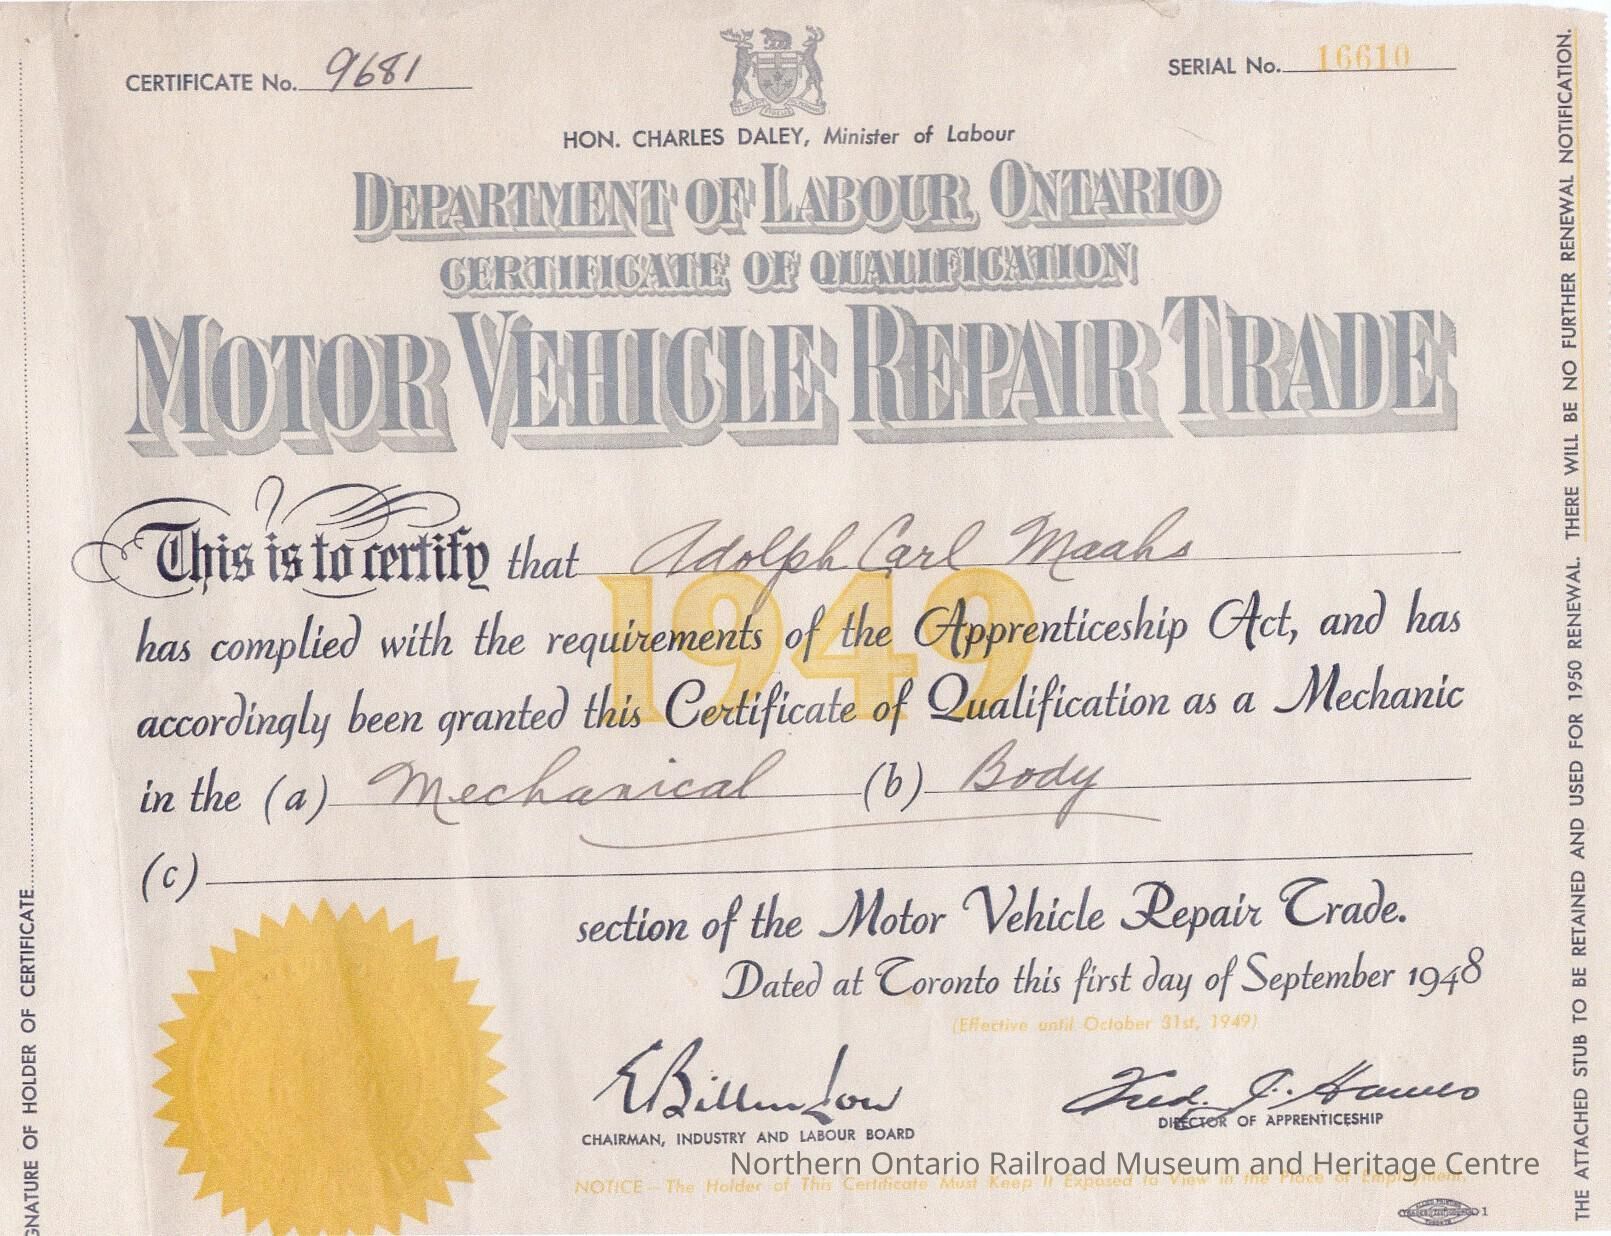 CERTIFICATE No. 9681
SERIAL No. 16610
HON. CHARLES DALEY, Minister of Labour
DEPARTMENT OF LABOUR, ONTARIO
CERTIFICATE OF QUALIFICATION
MOTOR VEHICLE REPAIR TRADE
This is to certify that Adolph Carl Maahs
1949
has complied with the requirements of the Apprenticeship Act, and has
accordingly been granted this Certificate of Qualification as a Mechanic
in the (a) Mechanical (b) Body
(c)
section of the Motor Vehicle Repair Trade.
Dated at Toronto this first day of September 1948
(Effective until October 31st, 1949)
CHAIRMAN, INDUSTRY AND LABOUR BOARD
DIRECTOR OF APPRENTICESHIP
Northern Ontario Railroad Museum and Heritage Centre
NOTICE—The Holder of This Certificate Must Keep It Exposed to View in the Place of Employment.
GNATURE OF HOLDER OF CERTIFICATE
THE ATTACHED STUB TO BE RETAINED AND USED FOR 1950 RENEWAL. THERE WILL BE NO FURTHER RENEWAL NOTIFICATION.